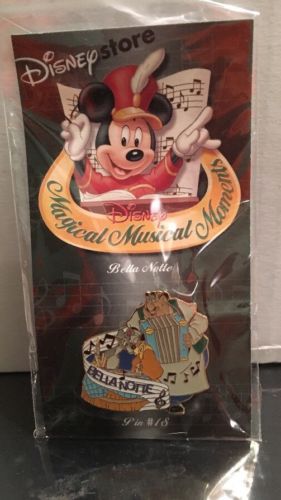 Disney store
Disney
Magical Musical Moments
Bella Notte
BELLA NOTTE
Pin #18